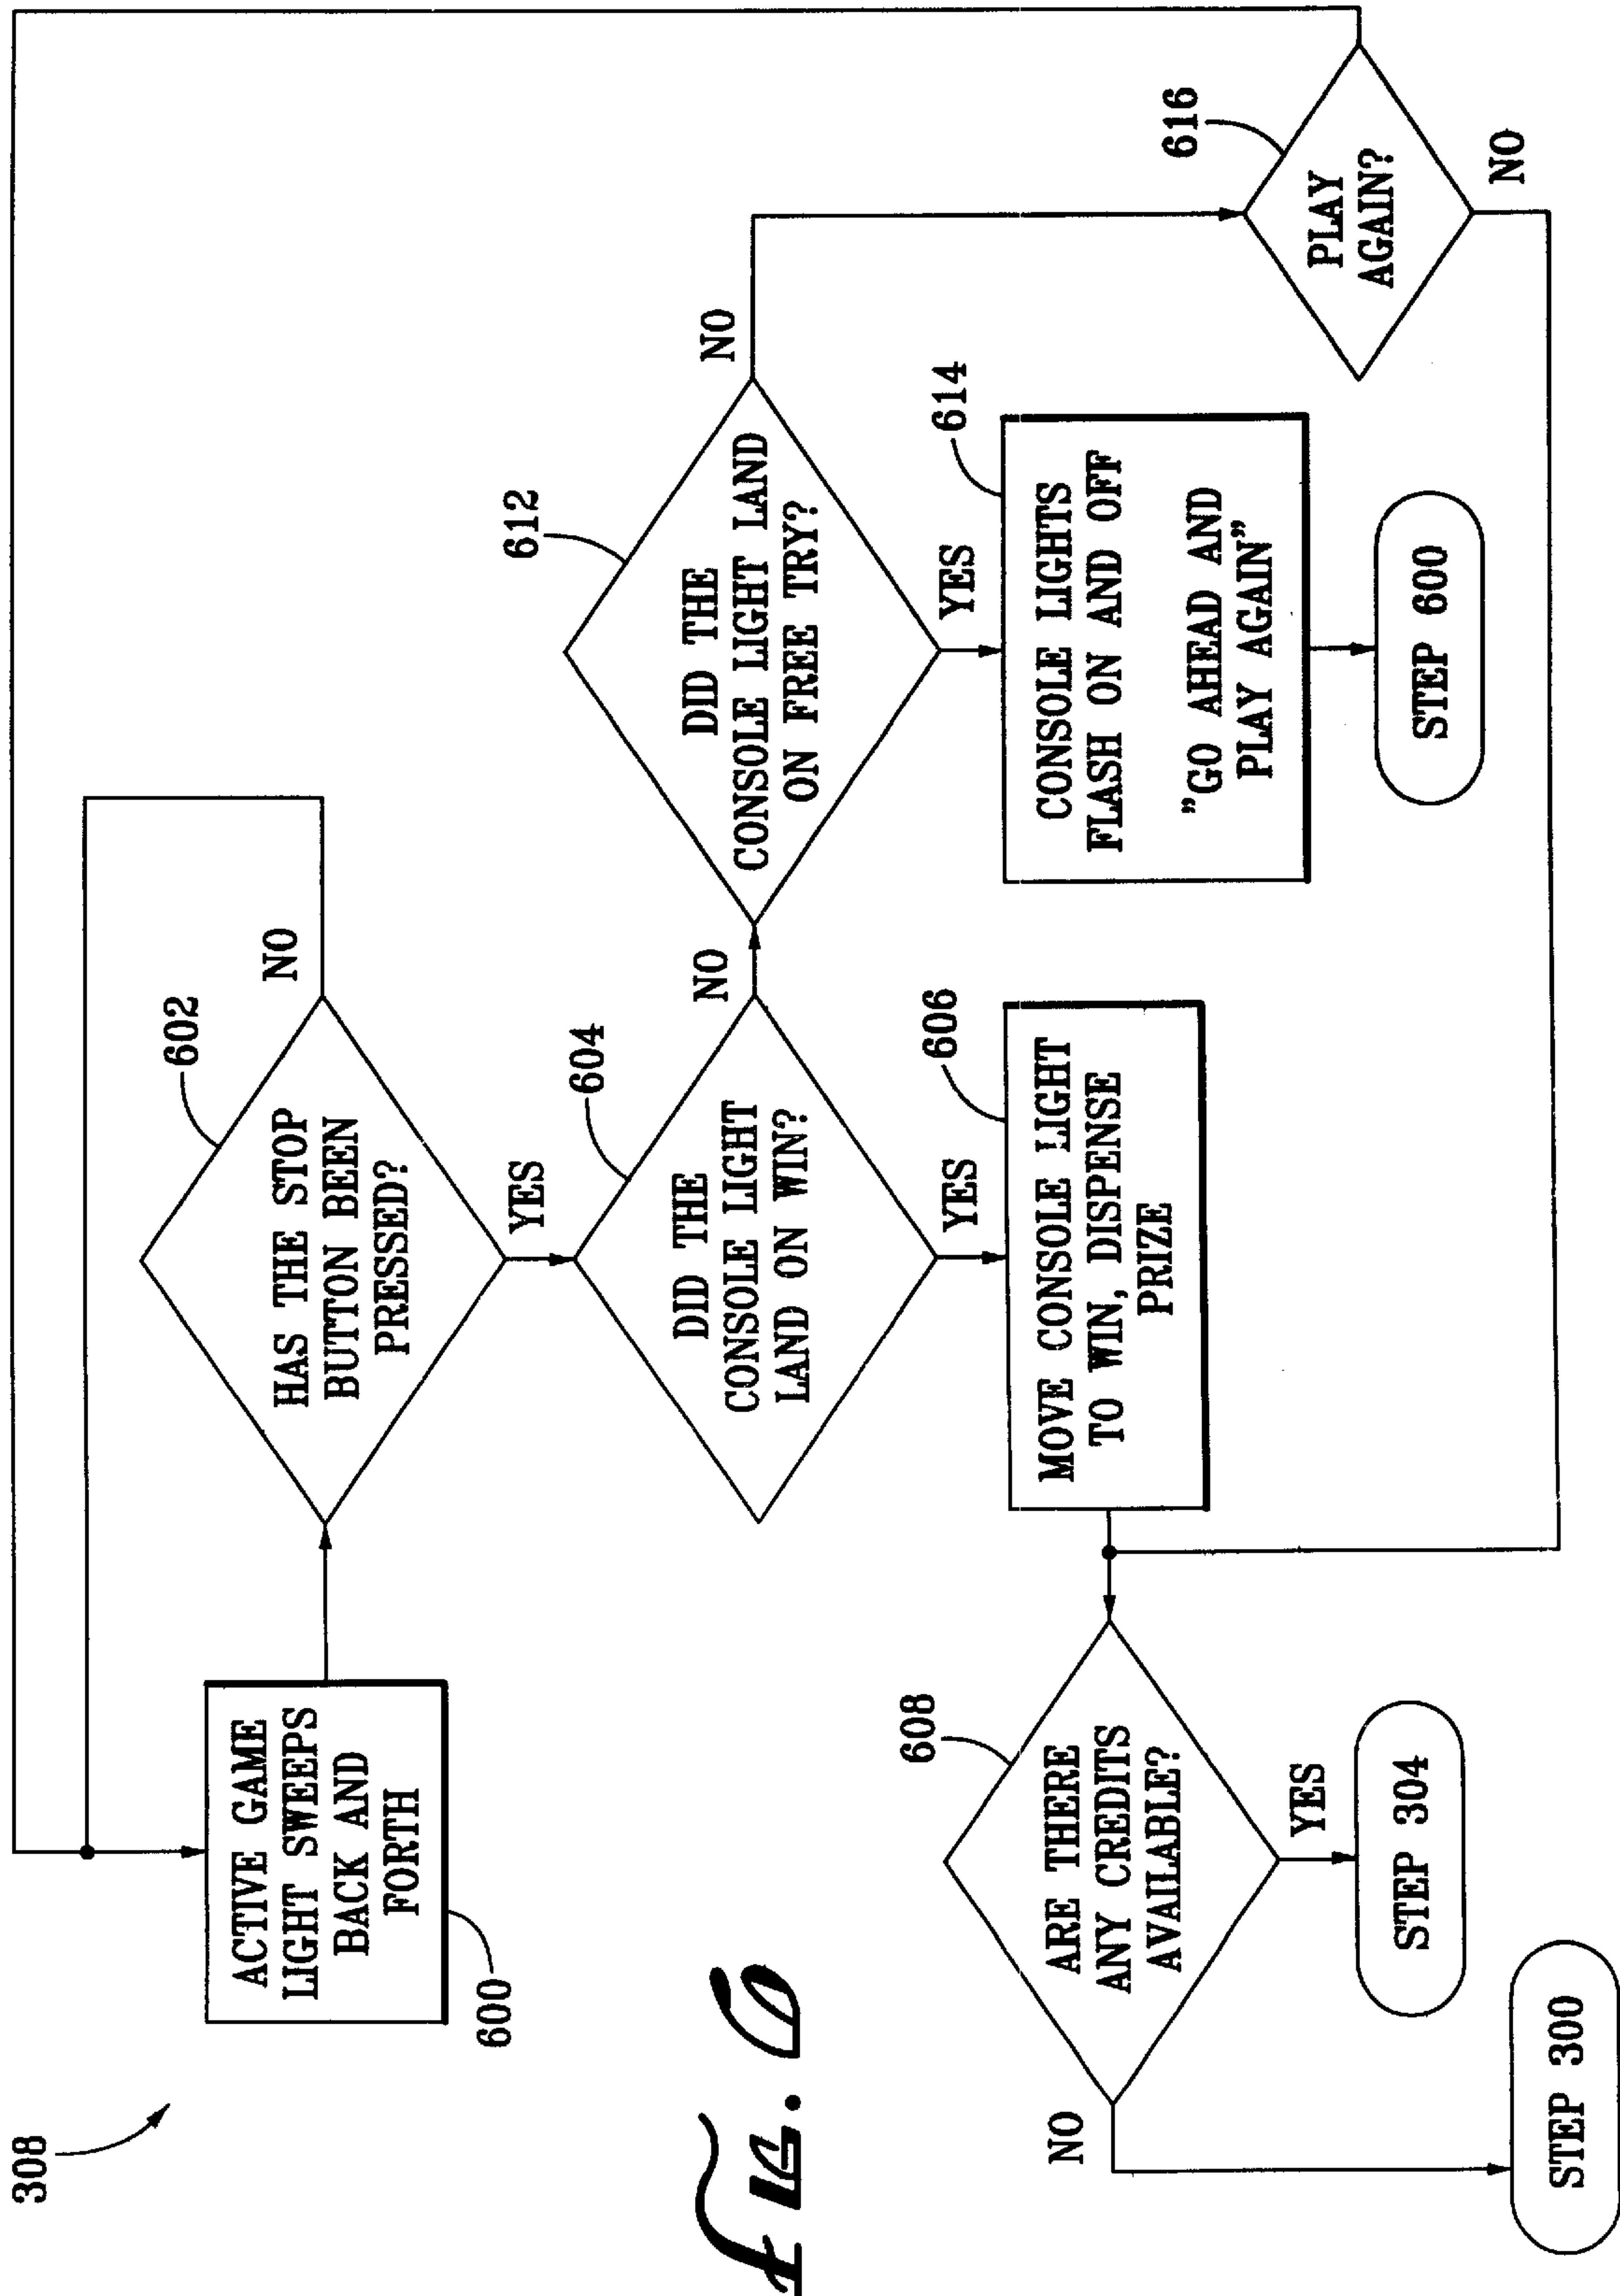 308
ACTIVE GAME
LIGHT SWEEPS
BACK AND
FORTH
600
HAS THE STOP
BUTTON BEEN
PRESSED?
602
NO
YES
DID THE
CONSOLE LIGHT
LAND ON WIN?
604
NO
YES
DID THE
CONSOLE LIGHT LAND
ON FREE TRY?
612
NO
YES
MOVE CONSOLE LIGHT
TO WIN, DISPENSE
PRIZE
606
CONSOLE LIGHTS
FLASH ON AND OFF
"GO AHEAD AND
PLAY AGAIN"
614
STEP 600
PLAY
AGAIN?
616
NO
ARE THERE
ANY CREDITS
AVAILABLE?
608
NO
YES
STEP 304
STEP 300
FIG. 6